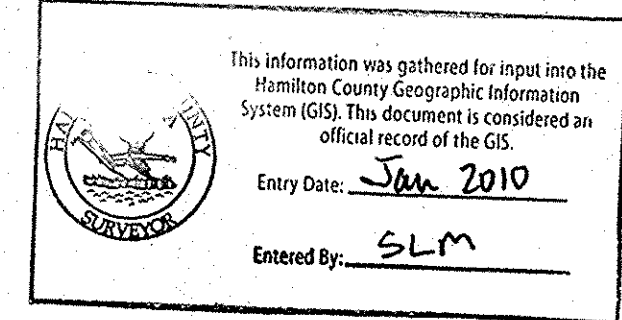 This information was gathered for input into the
Hamilton County Geographic Information
System (GIS). This document is considered an
official record of the GIS.
Entry Date: Jan 2010
Entered By: SLM
SURVEYOR